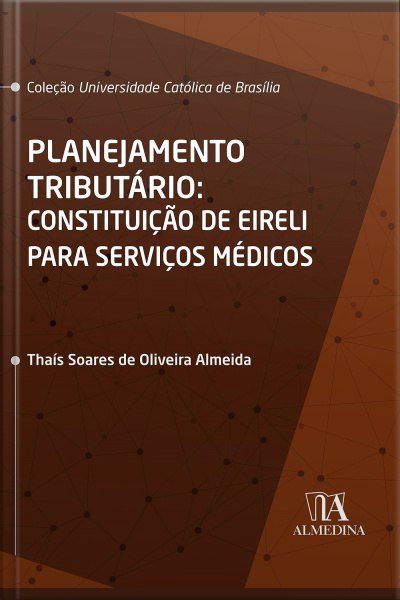 Coleção Universidade Católica de Brasília
PLANEJAMENTO
TRIBUTÁRIO:
CONSTITUIÇÃO DE EIRELI
PARA SERVIÇOS MÉDICOS
Thaís Soares de Oliveira Almeida
ALMEDINA